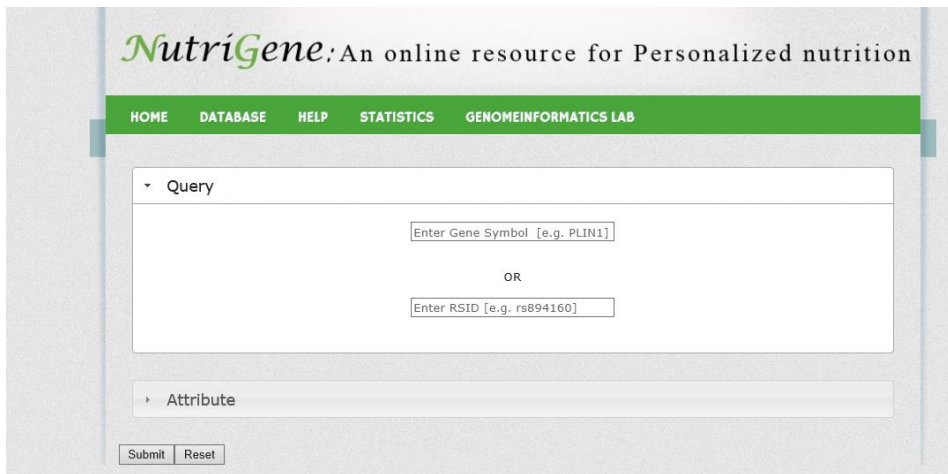 NutriGene: An online resource for Personalized nutrition
HOME DATABASE HELP STATISTICS GENOMEINFORMATICS LAB
Query
Enter Gene Symbol [e.g. PLIN1]
OR
Enter RSID [e.g. rs894160]
Attribute
Submit Reset